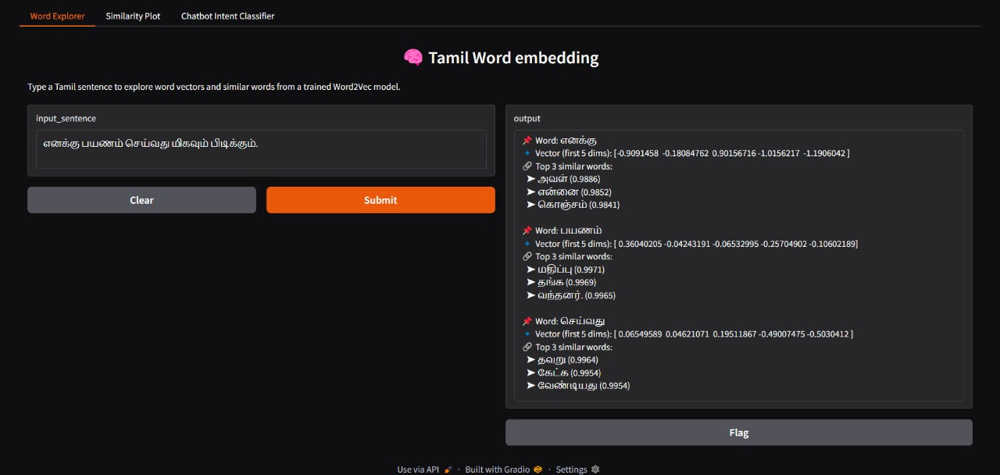 Word Explorer
Similarity Plot
Chatbot Intent Classifier
🧠 Tamil Word embedding
Type a Tamil sentence to explore word vectors and similar words from a trained Word2Vec model.
input_sentence
எனக்கு பயணம் செய்வது மிகவும் பிடிக்கும்.
Clear
Submit
output
📌 Word: எனக்கு
🔹 Vector (first 5 dims): [-0.9091458 -0.18084762 0.90156716 -1.0156217 -1.1906042 ]
🔗 Top 3 similar words:
➤ அவள் (0.9886)
➤ என்னை (0.9852)
➤ கொஞ்சம் (0.9841)
📌 Word: பயணம்
🔹 Vector (first 5 dims): [ 0.36040205 -0.04243191 -0.06532995 -0.25704902 -0.10602189]
🔗 Top 3 similar words:
➤ மதிப்பு (0.9971)
➤ தங்க (0.9969)
➤ வந்தனர். (0.9965)
📌 Word: செய்வது
🔹 Vector (first 5 dims): [ 0.06549589 0.04621071 0.19511867 -0.49007475 -0.5030412 ]
🔗 Top 3 similar words:
➤ தவறு (0.9964)
➤ கேட்க (0.9954)
➤ வேண்டியது (0.9954)
Flag
Use via API 🚀 · Built with Gradio · Settings ⚙️